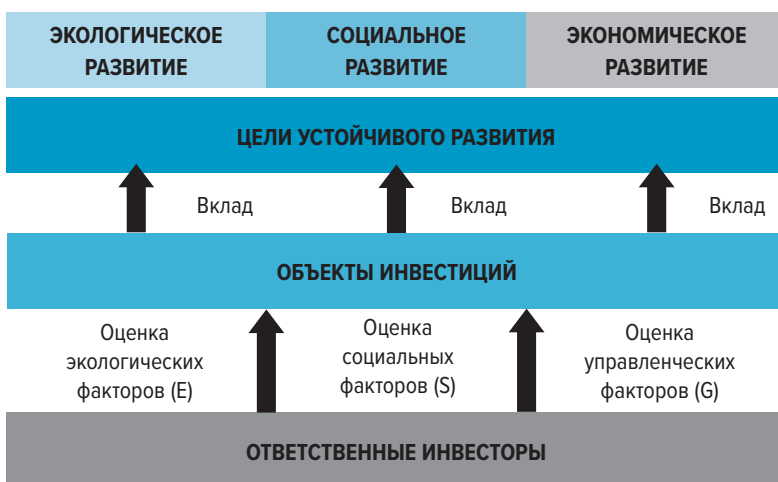 ЭКОЛОГИЧЕСКОЕ
РАЗВИТИЕ
СОЦИАЛЬНОЕ
РАЗВИТИЕ
ЭКОНОМИЧЕСКОЕ
РАЗВИТИЕ
ЦЕЛИ УСТОЙЧИВОГО РАЗВИТИЯ
Вклад
Вклад
Вклад
ОБЪЕКТЫ ИНВЕСТИЦИЙ
Оценка
экологических
факторов (E)
Оценка
социальных
факторов (S)
Оценка
управленческих
факторов (G)
ОТВЕТСТВЕННЫЕ ИНВЕСТОРЫ